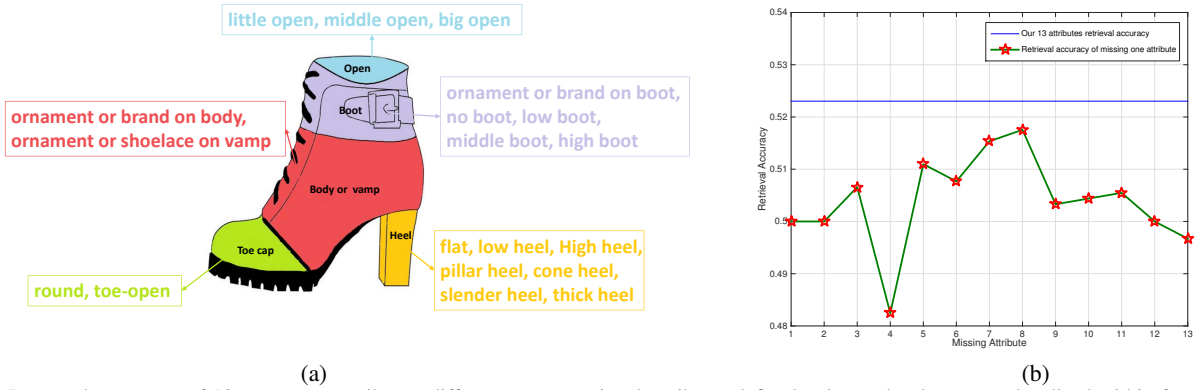 little open, middle open, big open
Open
Boot
ornament or brand on boot,
no boot, low boot,
middle boot, high boot
ornament or brand on body,
ornament or shoelace on vamp
Body or vamp
Toe cap
Heel
flat, low heel, High heel,
pillar heel, cone heel,
slender heel, thick heel
round, toe-open
(a)
0.54
0.53
0.52
0.51
0.5
0.49
0.48
Retrieval Accuracy
Our 13 attributes retrieval accuracy
Retrieval accuracy of missing one attribute
1 2 3 4 5 6 7 8 9 10 11 12 13
Missing Attribute
(b)